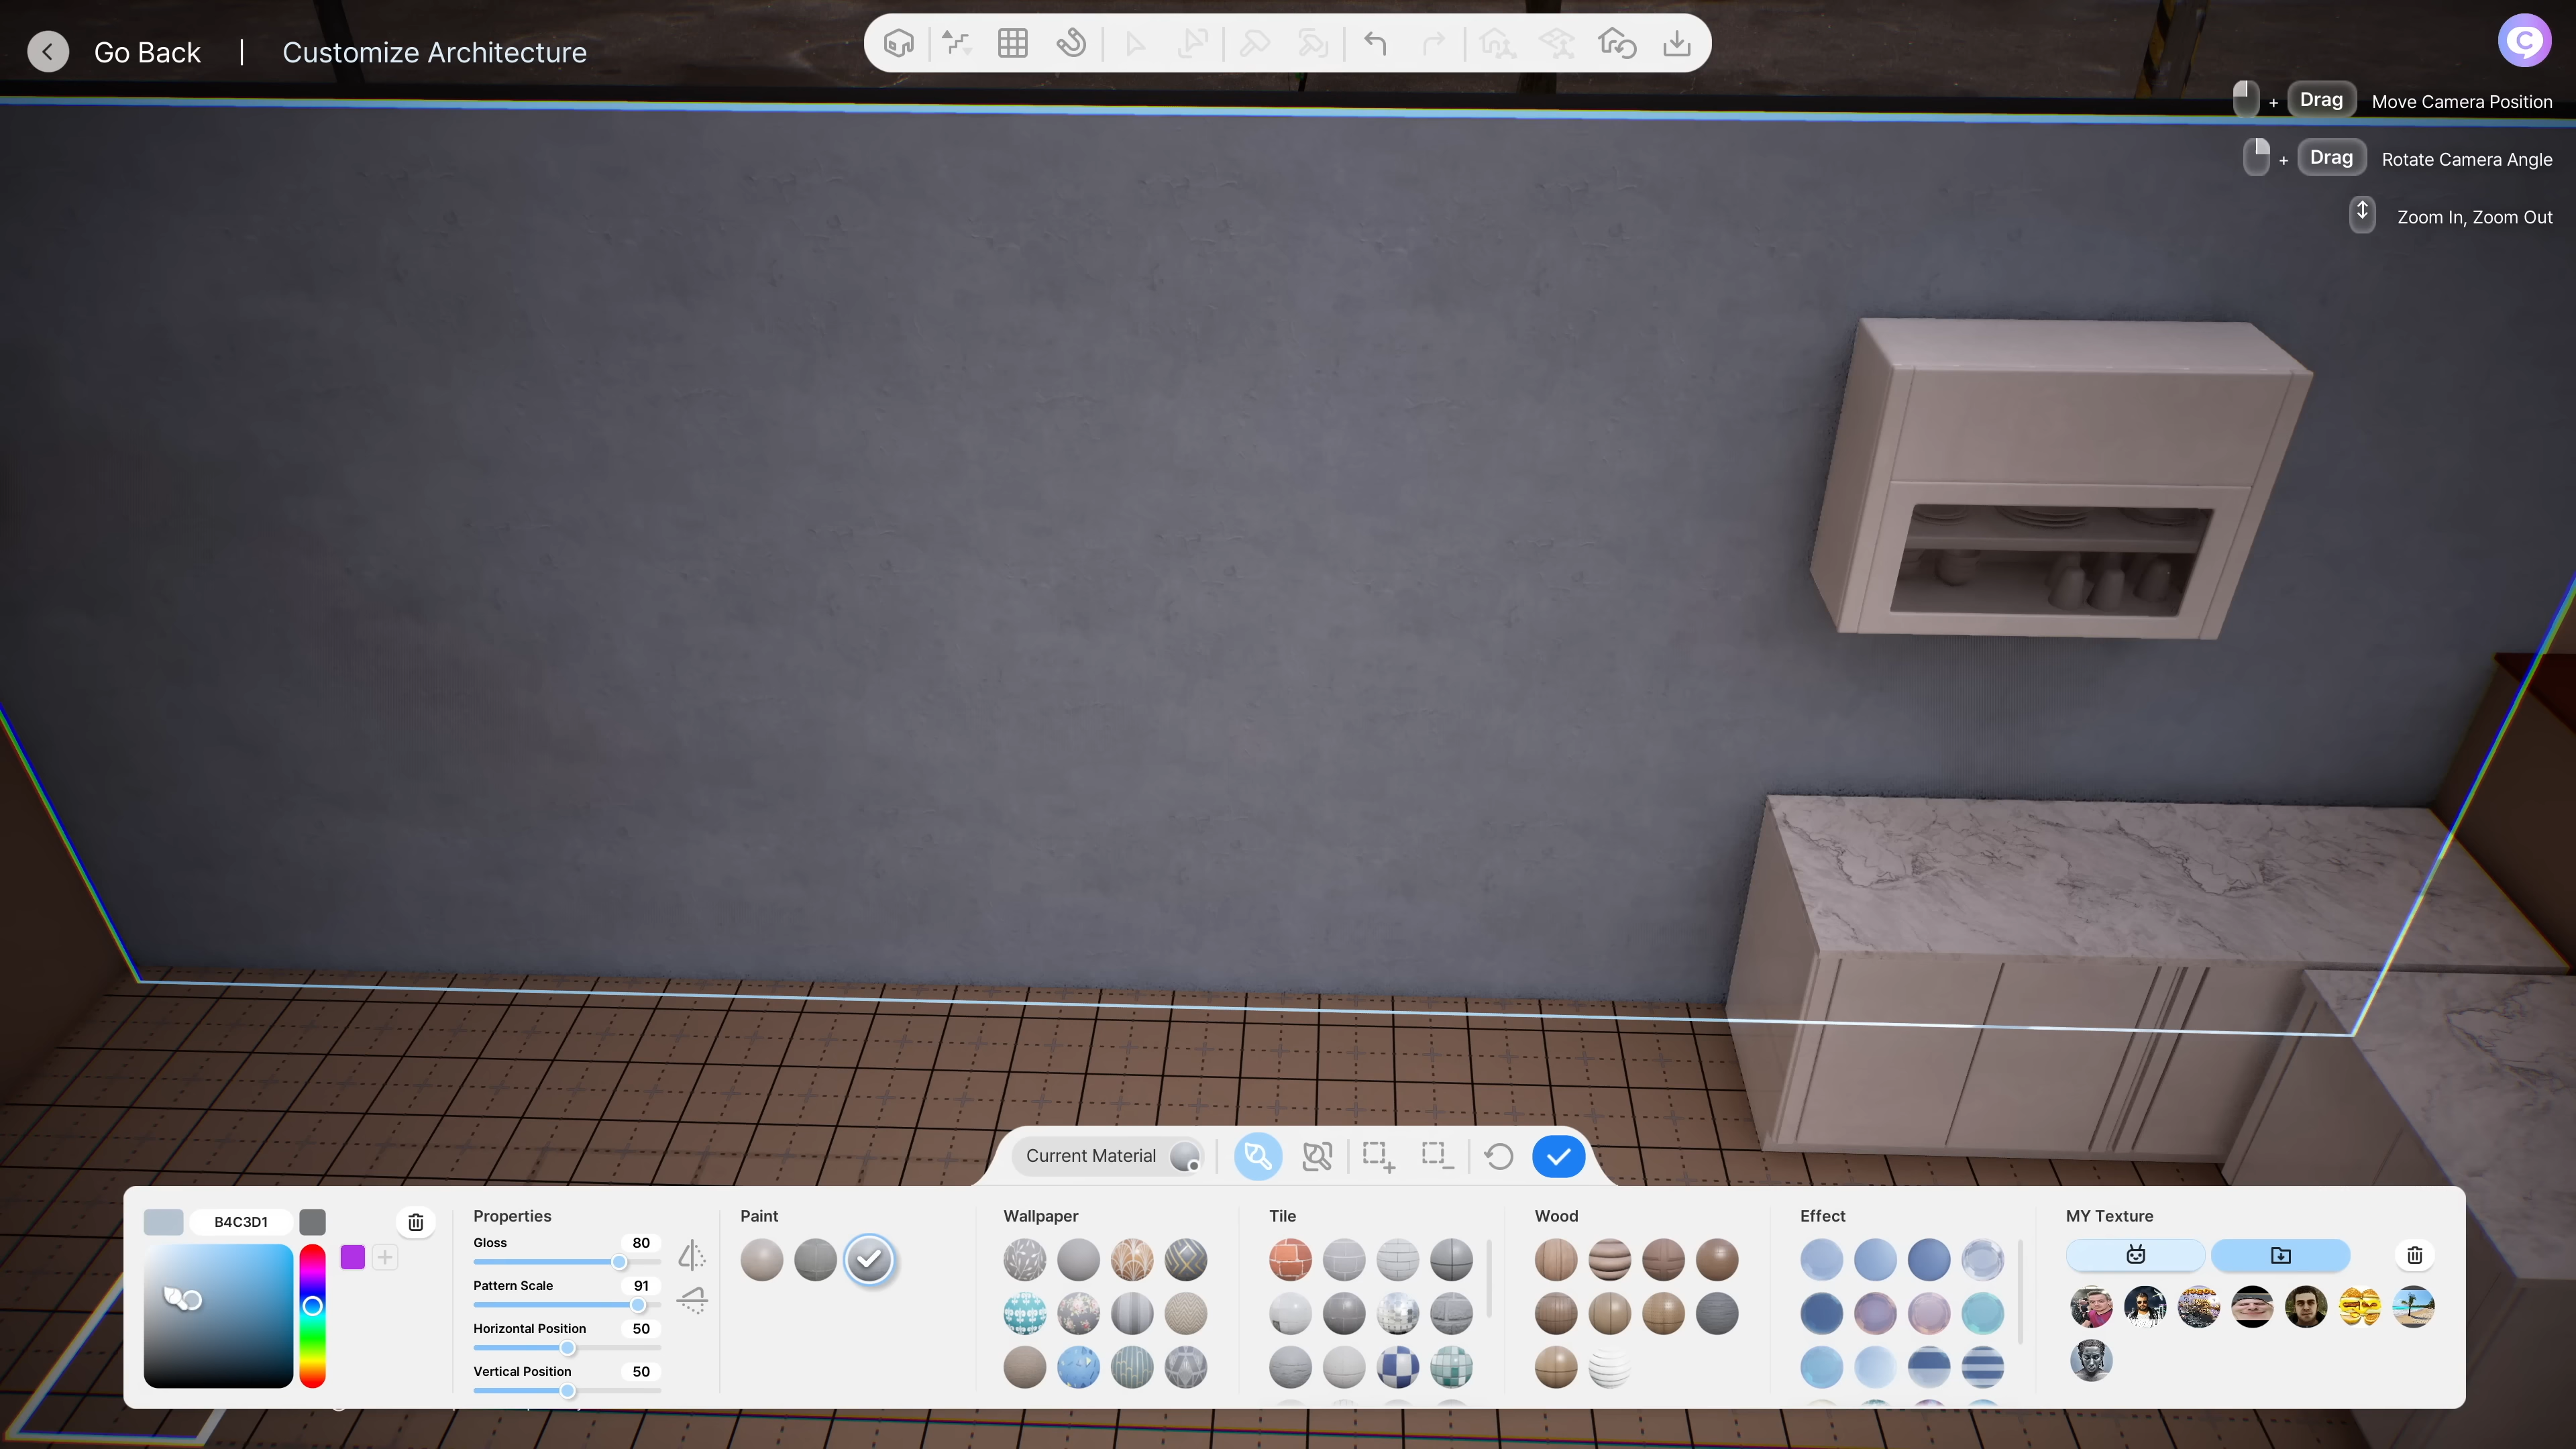 Go Back | Customize Architecture
Drag Move Camera Position
Drag Rotate Camera Angle
Zoom In, Zoom Out
Current Material
B4C3D1
Properties
Gloss 80
Pattern Scale 91
Horizontal Position 50
Vertical Position 50
Paint
Wallpaper
Tile
Wood
Effect
MY Texture